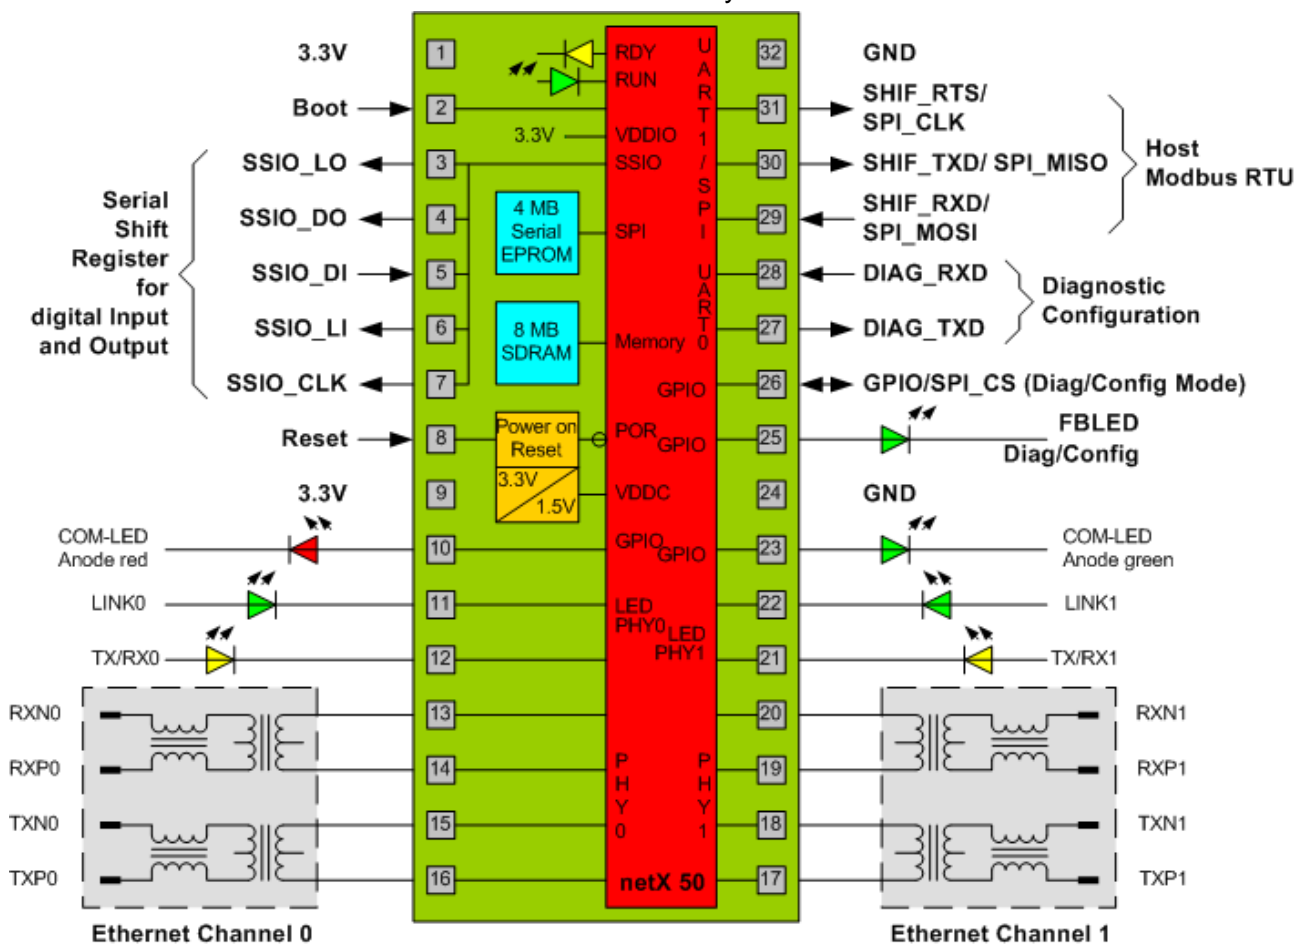 3.3V
Boot
SSIO_LO
SSIO_DO
SSIO_DI
SSIO_LI
SSIO_CLK
Reset
3.3V
Serial
Shift
Register
for
digital Input
and Output
COM-LED
Anode red
LINK0
TX/RX0
RXN0
RXP0
TXN0
TXP0
Ethernet Channel 0
1
2
3
4
5
6
7
8
9
10
11
12
13
14
15
16
RDY
RUN
3.3V
VDDIO
SSIO
4 MB
Serial
EPROM
SPI
8 MB
SDRAM
Memory
GPIO
Power on
Reset
POR
GPIO
3.3V
1.5V
VDDC
GPIO
GPIO
LED
PHY0
LED
PHY1
UART1/SPI
UART0
PHY0
PHY1
netX 50
32
31
30
29
28
27
26
25
24
23
22
21
20
19
18
17
GND
SHIF_RTS/
SPI_CLK
SHIF_TXD/ SPI_MISO
SHIF_RXD/
SPI_MOSI
Host
Modbus RTU
DIAG_RXD
DIAG_TXD
Diagnostic
Configuration
GPIO/SPI_CS (Diag/Config Mode)
FBLED
Diag/Config
GND
COM-LED
Anode green
LINK1
TX/RX1
RXN1
RXP1
TXN1
TXP1
Ethernet Channel 1